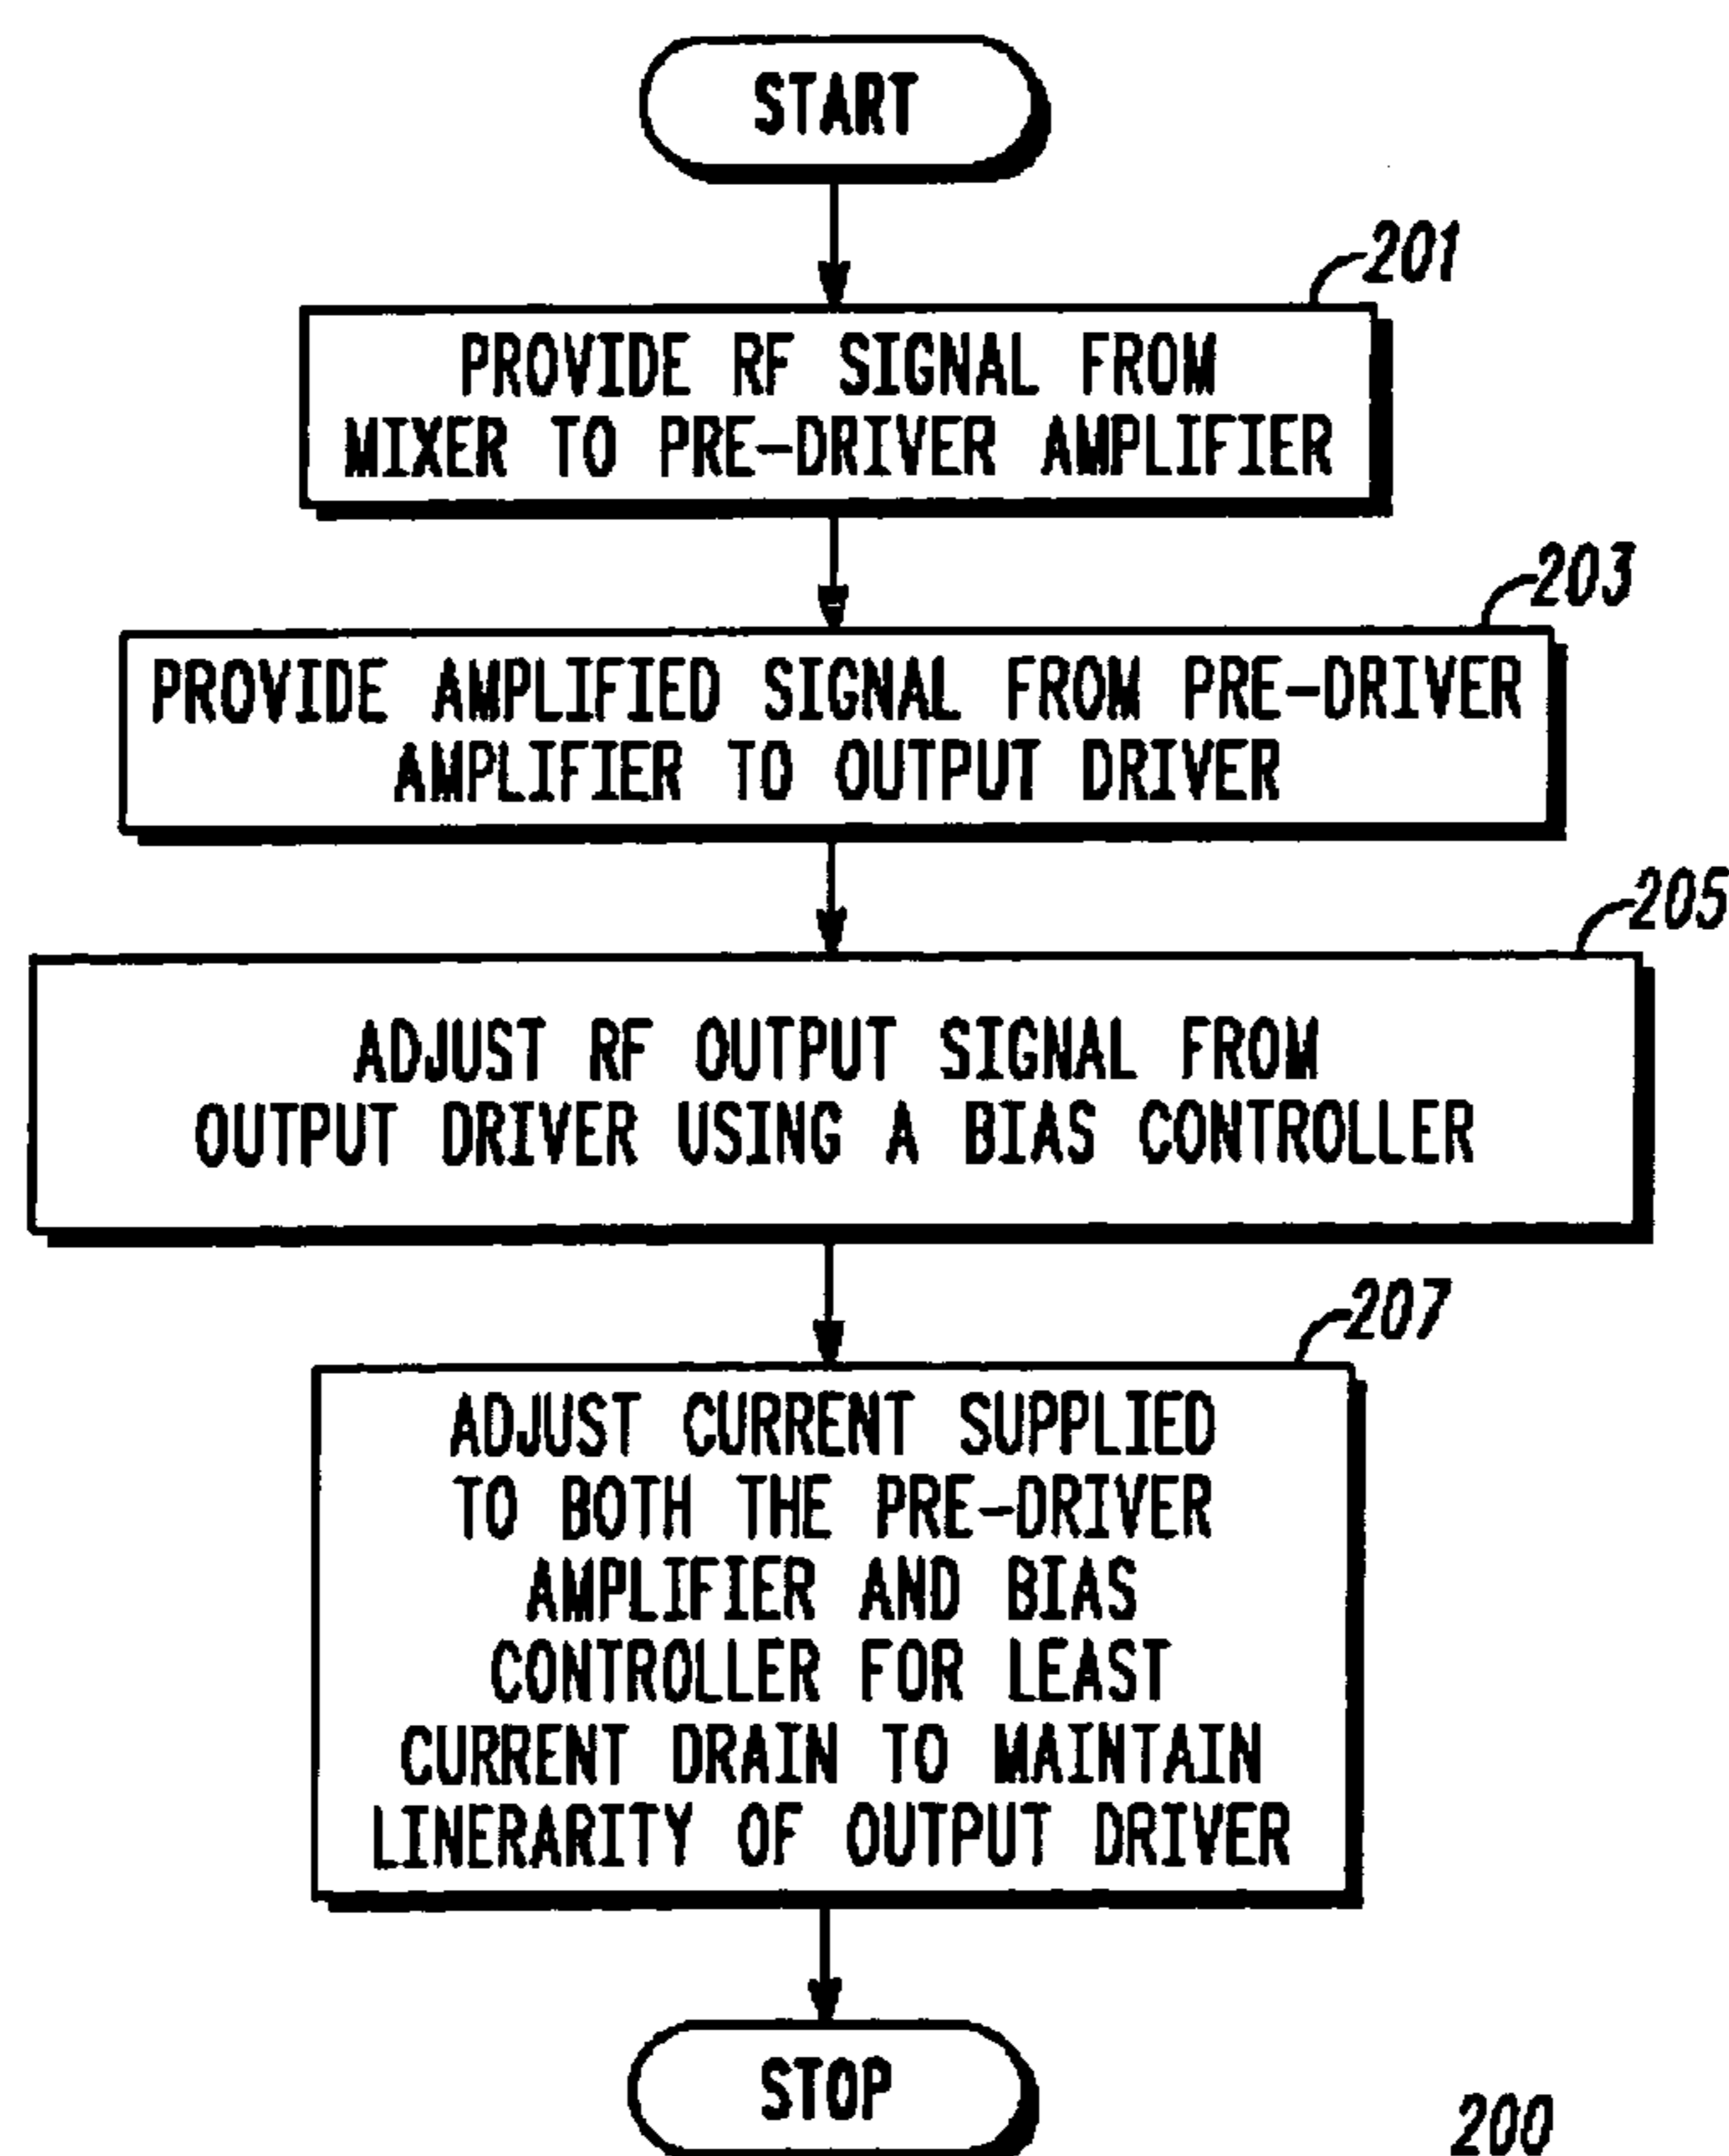 START
201
PROVIDE RF SIGNAL FROM
MIXER TO PRE-DRIVER AMPLIFIER
203
PROVIDE AMPLIFIED SIGNAL FROM PRE-DRIVER
AMPLIFIER TO OUTPUT DRIVER
205
ADJUST RF OUTPUT SIGNAL FROM
OUTPUT DRIVER USING A BIAS CONTROLLER
207
ADJUST CURRENT SUPPLIED
TO BOTH THE PRE-DRIVER
AMPLIFIER AND BIAS
CONTROLLER FOR LEAST
CURRENT DRAIN TO MAINTAIN
LINERARITY OF OUTPUT DRIVER
STOP
200